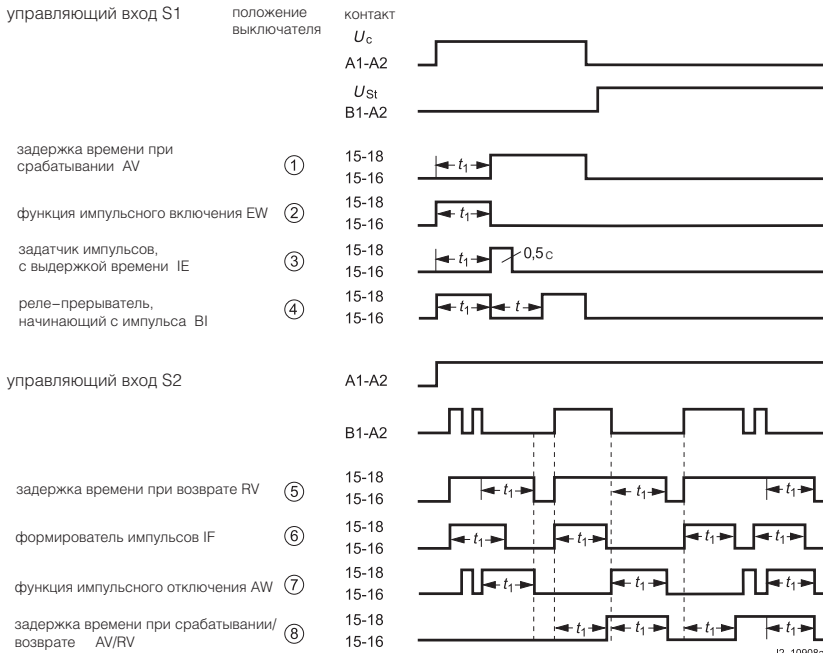 управляющий вход S1
положение
выключателя
контакт
Uc
A1-A2
USt
B1-A2
задержка времени при
срабатывании AV
1
15-18
15-16
t1
функция импульсного включения EW
2
15-18
15-16
t1
задатчик импульсов,
с выдержкой времени IE
3
15-18
15-16
t1
0,5 с
реле–прерыватель,
начинающий с импульса BI
4
15-18
15-16
t1
t
управляющий вход S2
A1-A2
B1-A2
задержка времени при возврате RV
5
15-18
15-16
t1
t1
t1
формирователь импульсов IF
6
15-18
15-16
t1
t1
t1
t1
функция импульсного отключения AW
7
15-18
15-16
t1
t1
t1
задержка времени при срабатывании/
возврате AV/RV
8
15-18
15-16
t1
t1
t1
t1